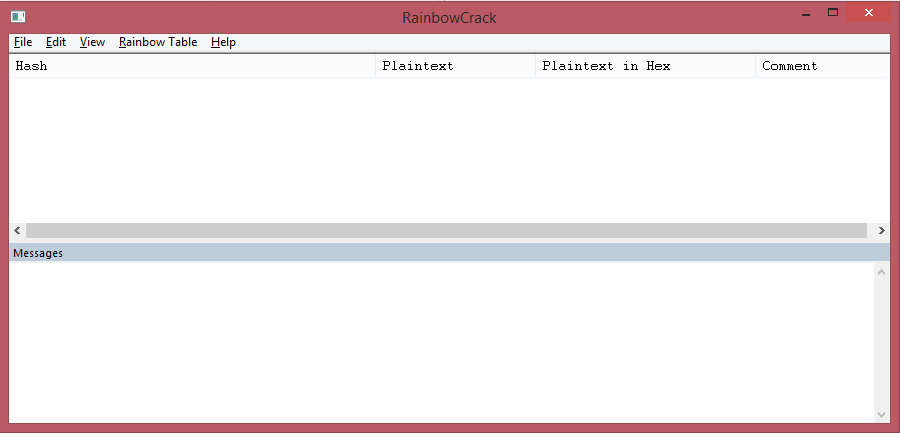 RainbowCrack
File Edit View Rainbow Table Help
Hash Plaintext Plaintext in Hex Comment
Messages